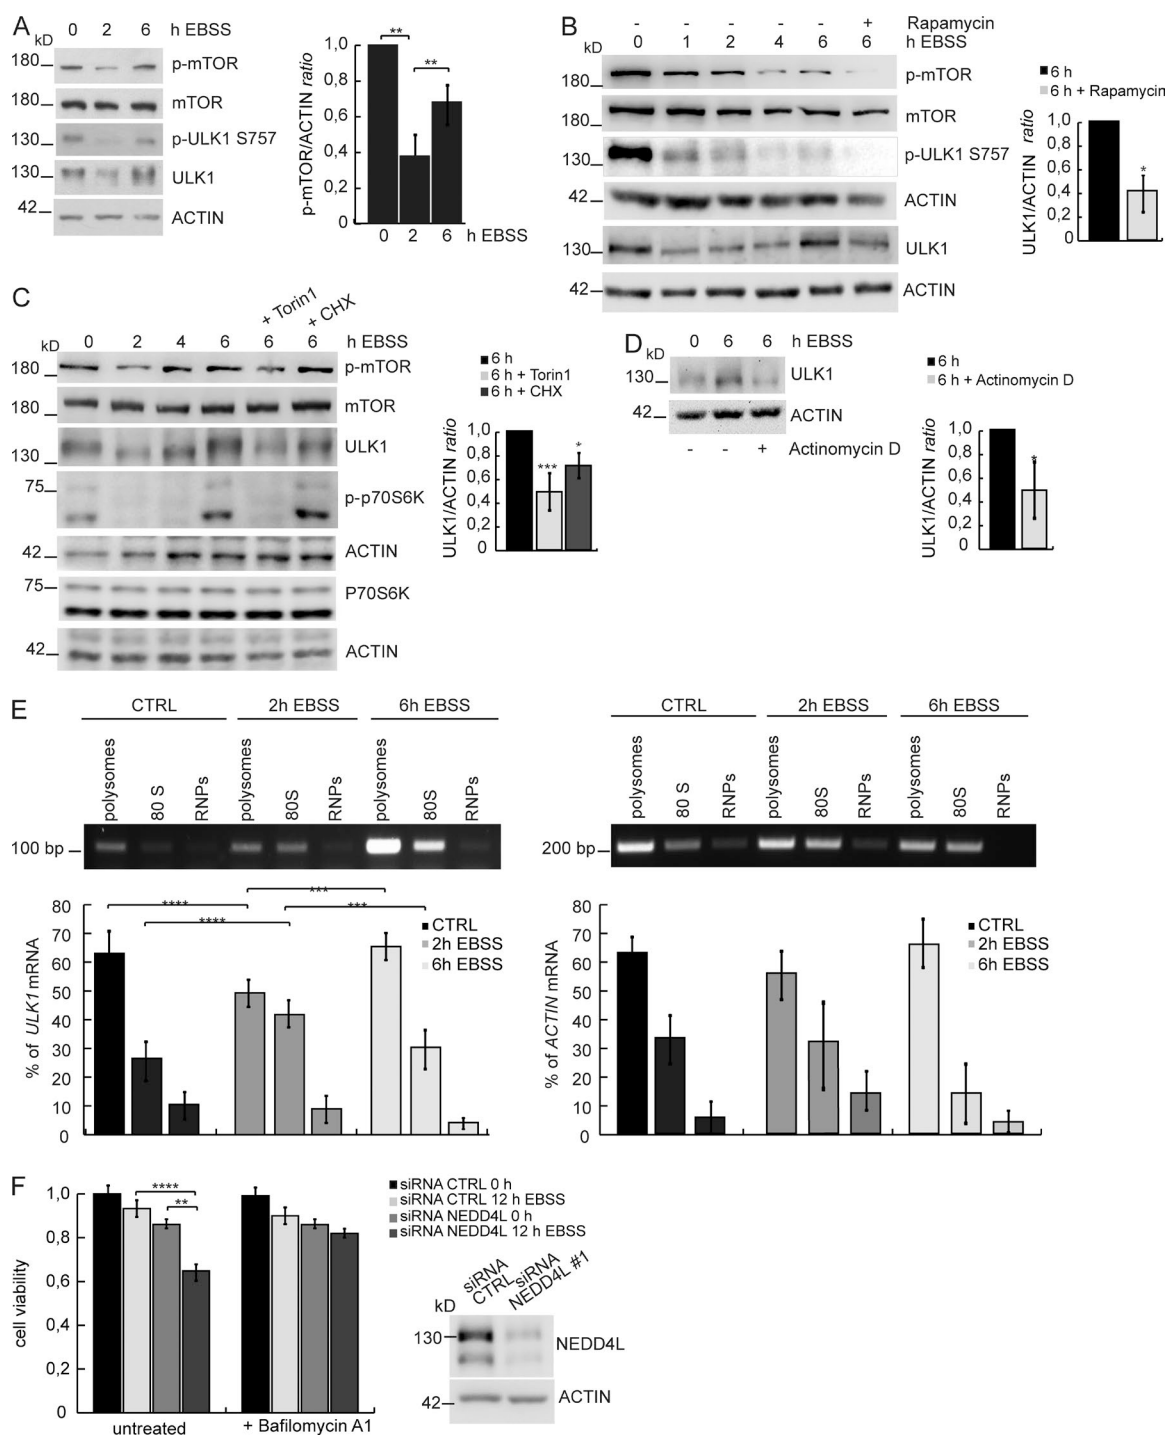 A
0 2 6 h EBSS
kD
180 p-mTOR
180 mTOR
130 p-ULK1 S757
130 ULK1
42 ACTIN
p-mTOR/ACTIN ratio
1,0
0,8
0,6
0,4
0,2
0
** **
0 2 6 h EBSS
B
- - - - - + Rapamycin
0 1 2 4 6 6 h EBSS
kD
180 p-mTOR
180 mTOR
130 p-ULK1 S757
42 ACTIN
130 ULK1
42 ACTIN
6 h
6 h + Rapamycin
ULK1/ACTIN ratio
1,0
0,8
0,6
0,4
0,2
0
*
C
+ Torin1
+ CHX
0 2 4 6 6 6 h EBSS
kD
180 p-mTOR
180 mTOR
130 ULK1
75 p-p70S6K
50
42 ACTIN
75 P70S6K
42 ACTIN
6 h
6 h + Torin1
6 h + CHX
ULK1/ACTIN ratio
1,0
0,8
0,6
0,4
0,2
0
*** *
D
0 6 6 h EBSS
kD
130 ULK1
42 ACTIN
- - + Actinomycin D
6 h
6 h + Actinomycin D
ULK1/ACTIN ratio
1,0
0,8
0,6
0,4
0,2
0
*
E
CTRL 2h EBSS 6h EBSS
polysomes 80 S RNPs polysomes 80S RNPs polysomes 80S RNPs
100 bp
% of ULK1 mRNA
80
70
60
50
40
30
20
10
0
**** *** **** ***
CTRL
2h EBSS
6h EBSS
CTRL 2h EBSS 6h EBSS
polysomes 80 S RNPs polysomes 80S RNPs polysomes 80S RNPs
200 bp
% of ACTIN mRNA
80
70
60
50
40
30
20
10
0
CTRL
2h EBSS
6h EBSS
F
cell viability
1,0
0,8
0,6
0,4
0,2
0
**** **
untreated + Bafilomycin A1
siRNA CTRL 0 h
siRNA CTRL 12 h EBSS
siRNA NEDD4L 0 h
siRNA NEDD4L 12 h EBSS
siRNA CTRL
siRNA NEDD4L #1
kD
130 NEDD4L
42 ACTIN